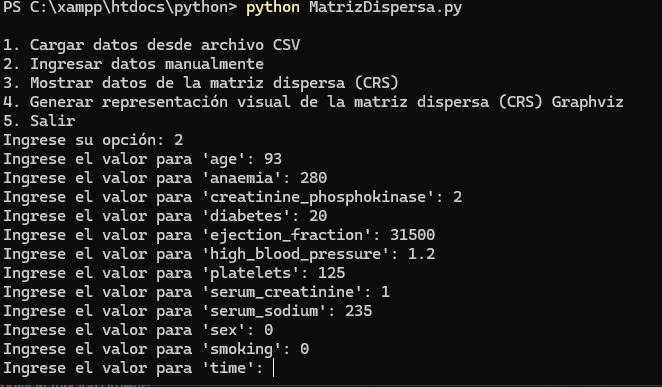 PS C:\xampp\htdocs\python> python MatrizDispersa.py
1. Cargar datos desde archivo CSV
2. Ingresar datos manualmente
3. Mostrar datos de la matriz dispersa (CRS)
4. Generar representación visual de la matriz dispersa (CRS) Graphviz
5. Salir
Ingrese su opción: 2
Ingrese el valor para 'age': 93
Ingrese el valor para 'anaemia': 280
Ingrese el valor para 'creatinine_phosphokinase': 2
Ingrese el valor para 'diabetes': 20
Ingrese el valor para 'ejection_fraction': 31500
Ingrese el valor para 'high_blood_pressure': 1.2
Ingrese el valor para 'platelets': 125
Ingrese el valor para 'serum_creatinine': 1
Ingrese el valor para 'serum_sodium': 235
Ingrese el valor para 'sex': 0
Ingrese el valor para 'smoking': 0
Ingrese el valor para 'time':